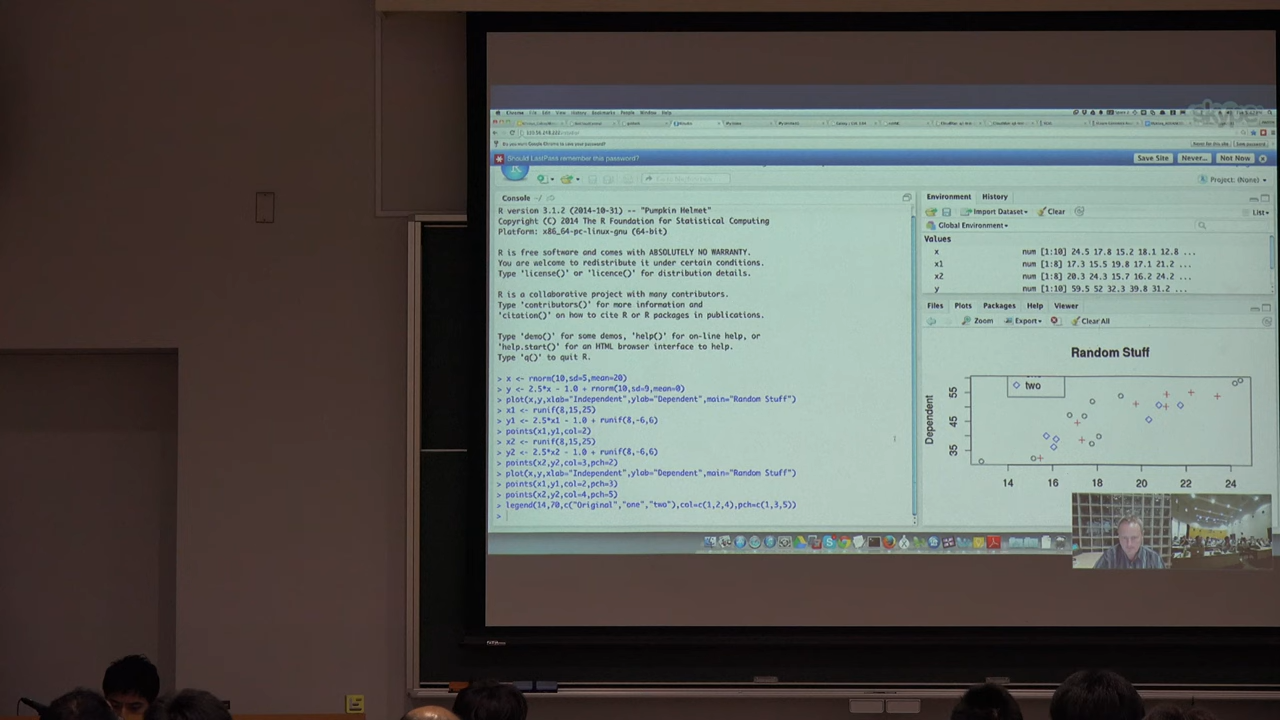 skype
Chrome File Edit View History Bookmarks People Window Help
Should LastPass remember this password?
Save Site
Never...
Not Now
Project: (None)
Console ~/
R version 3.1.2 (2014-10-31) -- "Pumpkin Helmet"
Copyright (C) 2014 The R Foundation for Statistical Computing
Platform: x86_64-pc-linux-gnu (64-bit)
R is free software and comes with ABSOLUTELY NO WARRANTY.
You are welcome to redistribute it under certain conditions.
Type 'license()' or 'licence()' for distribution details.
R is a collaborative project with many contributors.
Type 'contributors()' for more information and
'citation()' on how to cite R or R packages in publications.
Type 'demo()' for some demos, 'help()' for on-line help, or
'help.start()' for an HTML browser interface to help.
Type 'q()' to quit R.
> x <- rnorm(10,sd=5,mean=20)
> y <- 2.5*x - 1.0 + rnorm(10,sd=9,mean=0)
> plot(x,y,xlab="Independent",ylab="Dependent",main="Random Stuff")
> x1 <- runif(8,15,25)
> y1 <- 2.5*x1 - 1.0 + runif(8,-6,6)
> points(x1,y1,col=2)
> x2 <- runif(8,15,25)
> y2 <- 2.5*x2 - 1.0 + runif(8,-6,6)
> points(x2,y2,col=3,pch=2)
> plot(x,y,xlab="Independent",ylab="Dependent",main="Random Stuff")
> points(x1,y1,col=2,pch=3)
> points(x2,y2,col=4,pch=5)
> legend(14,70,c("Original","one","two"),col=c(1,2,4),pch=c(1,3,5))
>
Environment History
Import Dataset Clear
List
Global Environment
Values
x num [1:10] 24.5 17.8 15.2 18.1 12.8 ...
x1 num [1:8] 17.3 15.5 19.8 17.1 21.2 ...
x2 num [1:8] 20.3 24.3 15.7 16.2 24.2 ...
y num [1:10] 59.5 52 32.3 39.8 31.2 ...
Files Plots Packages Help Viewer
Zoom Export Clear All
Random Stuff
two
Dependent
55
45
35
14 16 18 20 22 24